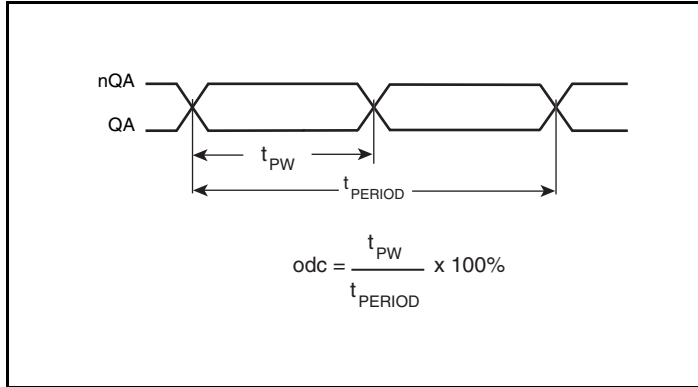 nQA
QA
tPW
tPERIOD
odc = tPW / tPERIOD x 100%